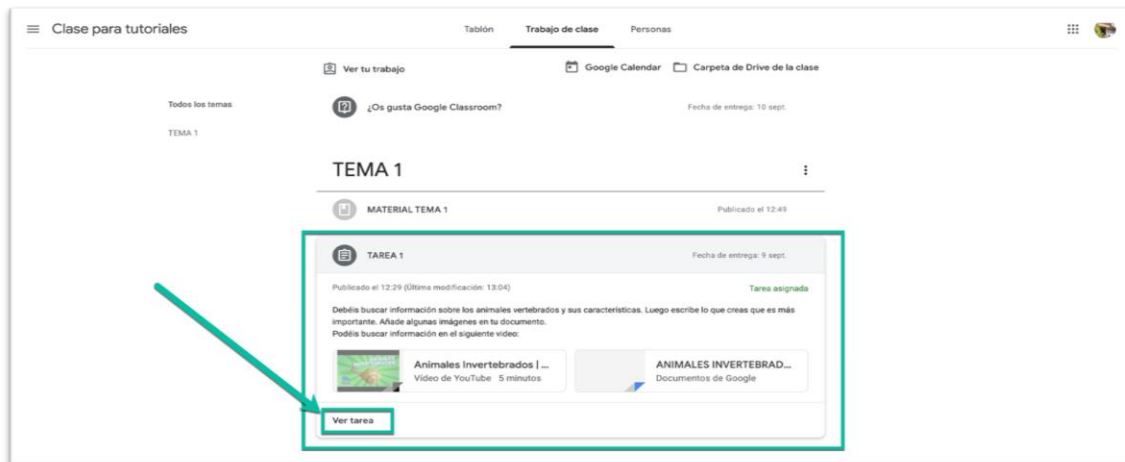 Clase para tutoriales
Tablón Trabajo de clase Personas
Ver tu trabajo Google Calendar Carpeta de Drive de la clase
Todos los temas
TEMA 1
¿Os gusta Google Classroom? Fecha de entrega: 10 sept.
TEMA 1
MATERIAL TEMA 1 Publicado el 12:49
TAREA 1 Fecha de entrega: 9 sept.
Publicado el 12:29 (Última modificación: 13:04) Tarea asignada
Debéis buscar información sobre los animales vertebrados y sus características. Luego escribe lo que creas que es más
importante. Añade algunas imágenes en tu documento.
Podéis buscar información en el siguiente video:
Animales Invertebrados | ...
Vídeo de YouTube 5 minutos
ANIMALES INVERTEBRAD...
Documentos de Google
Ver tarea